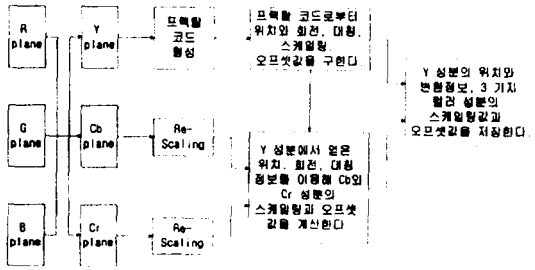 R
plane
Y
plane
프랙탈
코드
형성
프랙탈 코드로부터
위치와 회전, 대칭,
스케일링,
오프셋값을 구한다.
G
plane
Cb
plane
Re-
Scaling
Y 성분에서 얻은
위치, 회전, 대칭
정보를 이용해 Cb와
Cr 성분의
스케일링과 오프셋
값을 계산한다
Y 성분의 위치와
변형정보, 3 가지
컬러 성분의
스케일링값과
오프셋값을 저장한다.
B
plane
Cr
plane
Re-
Scaling